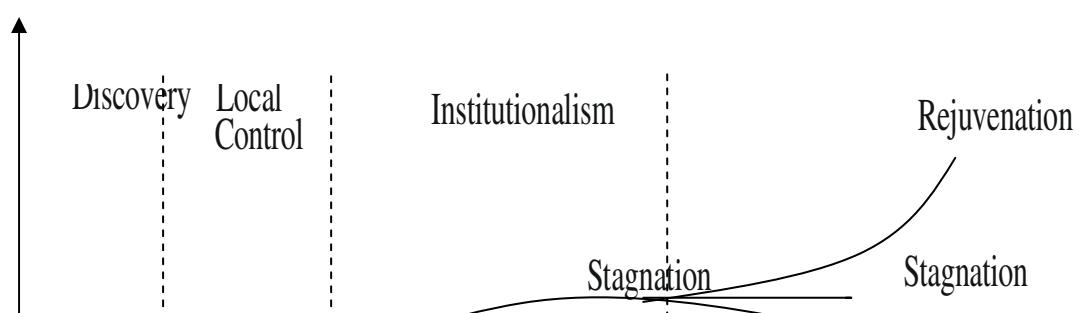 Discovery
Local
Control
Institutionalism
Rejuvenation
Stagnation
Stagnation